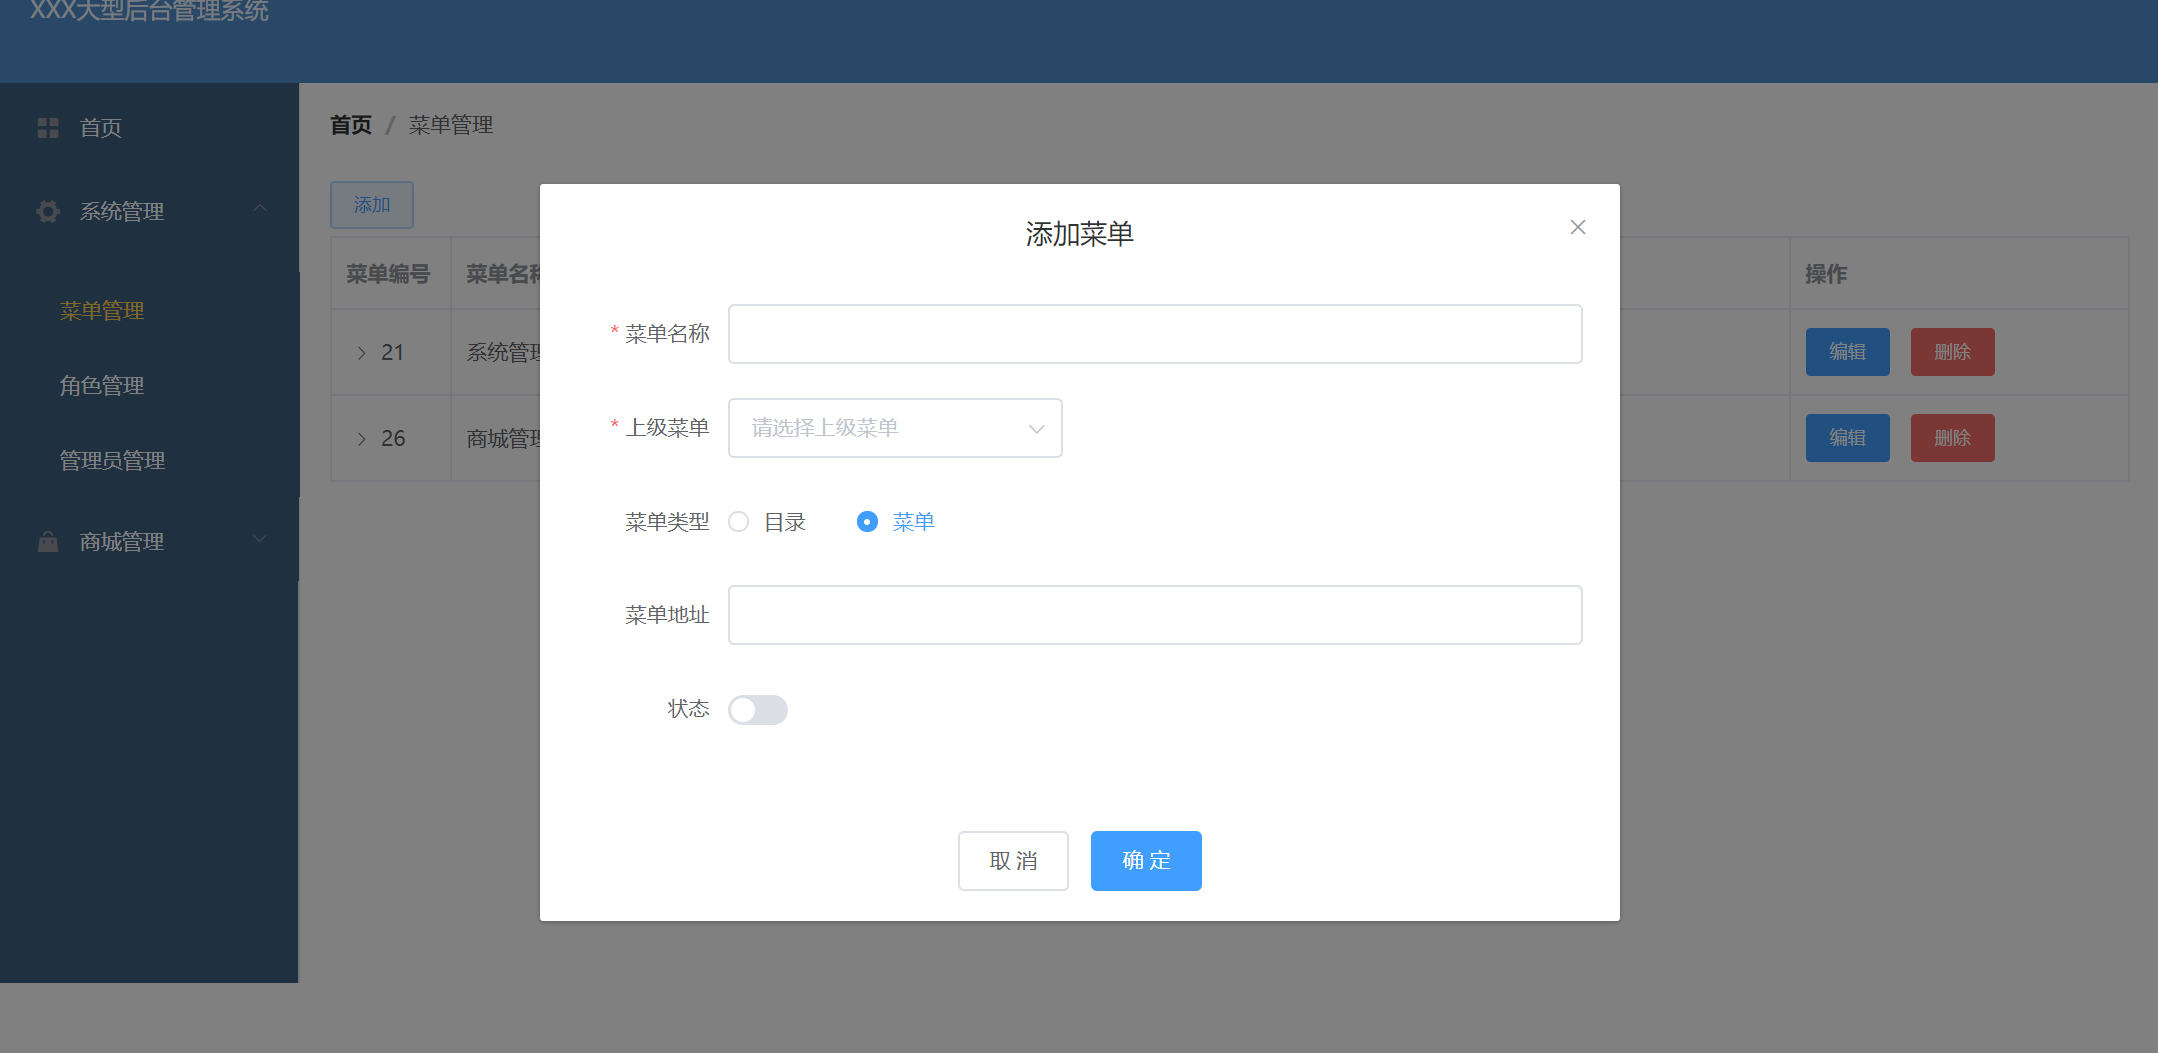 XXX大型后台管理系统
首页
系统管理
菜单管理
角色管理
管理员管理
商城管理
首页 / 菜单管理
添加
菜单编号 菜单名称 操作
21 系统管理 编辑 删除
26 商城管理 编辑 删除
添加菜单
* 菜单名称
* 上级菜单 请选择上级菜单
菜单类型 目录 菜单
菜单地址
状态
取 消 确 定